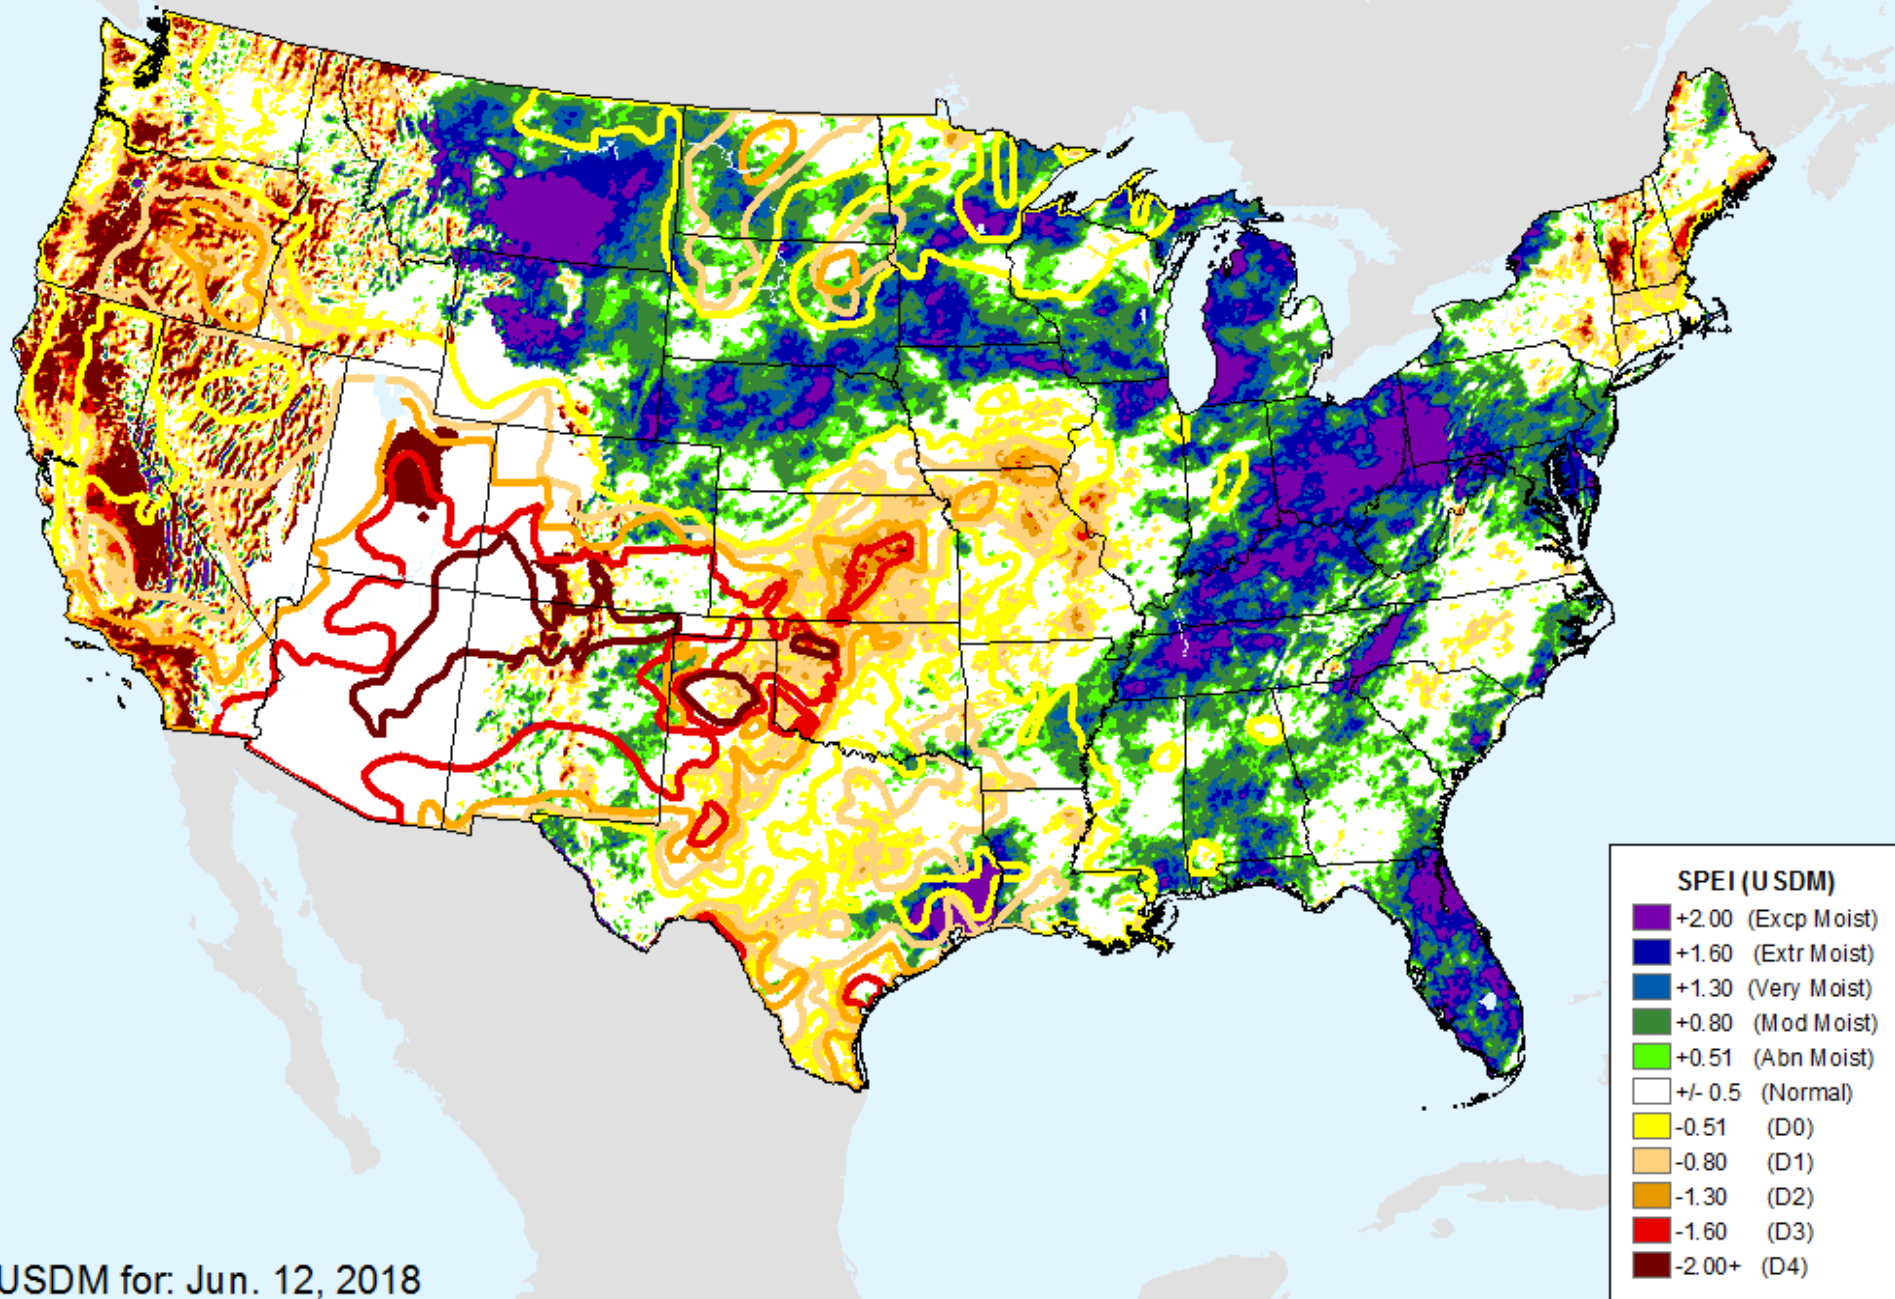 SPEI (USDM)
+2.00 (Excp Moist)
+1.60 (Extr Moist)
+1.30 (Very Moist)
+0.80 (Mod Moist)
+0.51 (Abn Moist)
+/- 0.5 (Normal)
-0.51 (D0)
-0.80 (D1)
-1.30 (D2)
-1.60 (D3)
-2.00+ (D4)
USDM for: Jun. 12, 2018